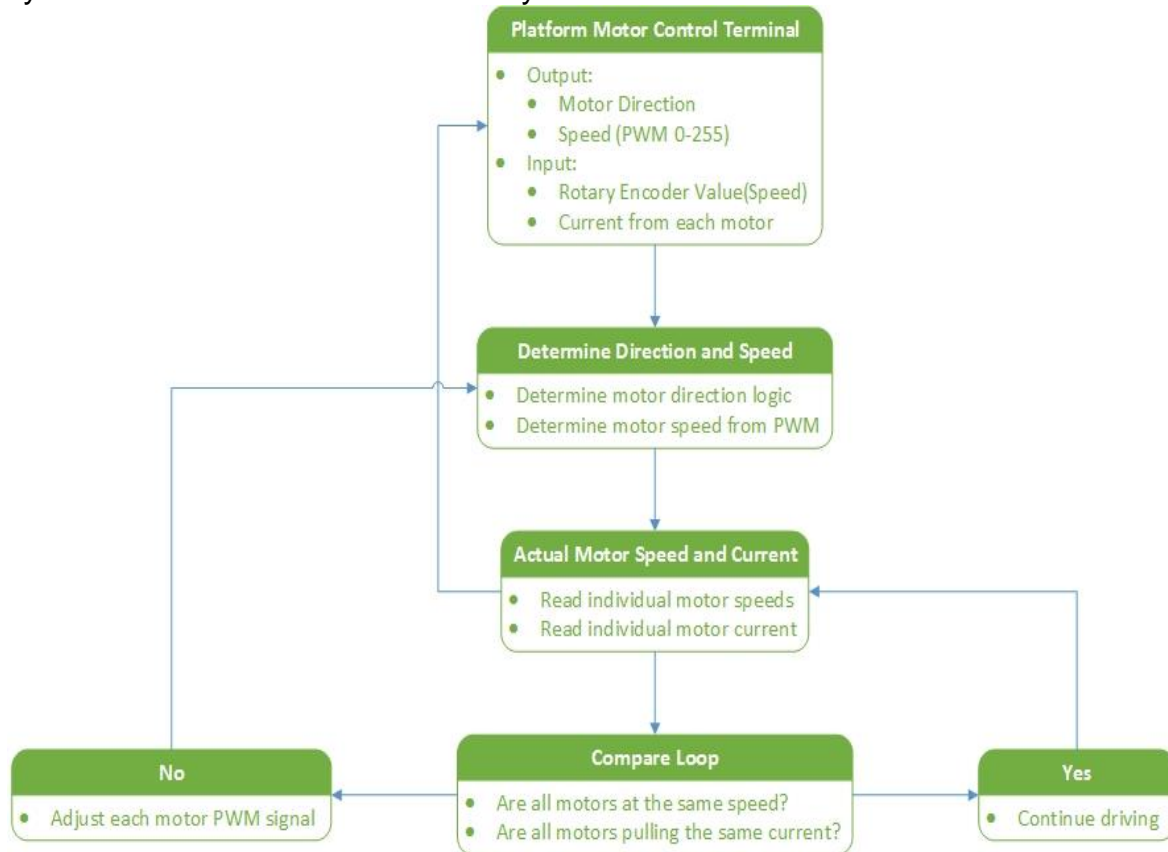 Platform Motor Control Terminal
• Output:
• Motor Direction
• Speed (PWM 0-255)
• Input:
• Rotary Encoder Value(Speed)
• Current from each motor
Determine Direction and Speed
• Determine motor direction logic
• Determine motor speed from PWM
Actual Motor Speed and Current
• Read individual motor speeds
• Read individual motor current
Compare Loop
• Are all motors at the same speed?
• Are all motors pulling the same current?
No
• Adjust each motor PWM signal
Yes
• Continue driving